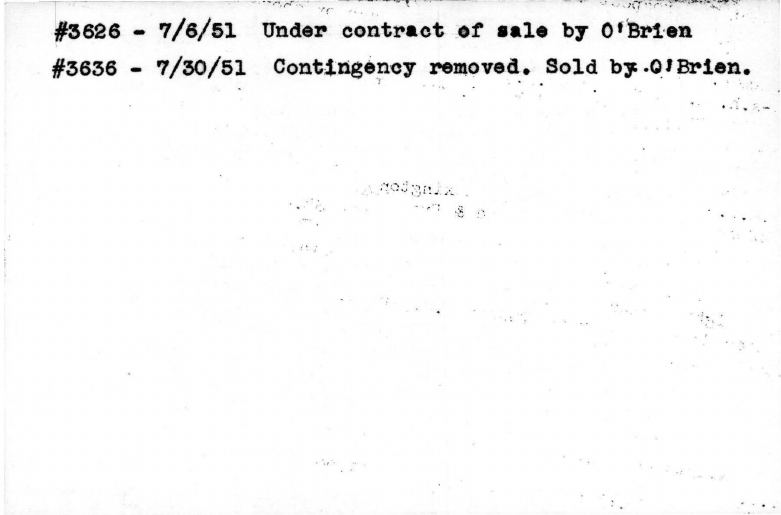 #3626 - 7/6/51 Under contract of sale by O'Brien
#3636 - 7/30/51 Contingency removed. Sold by O'Brien.